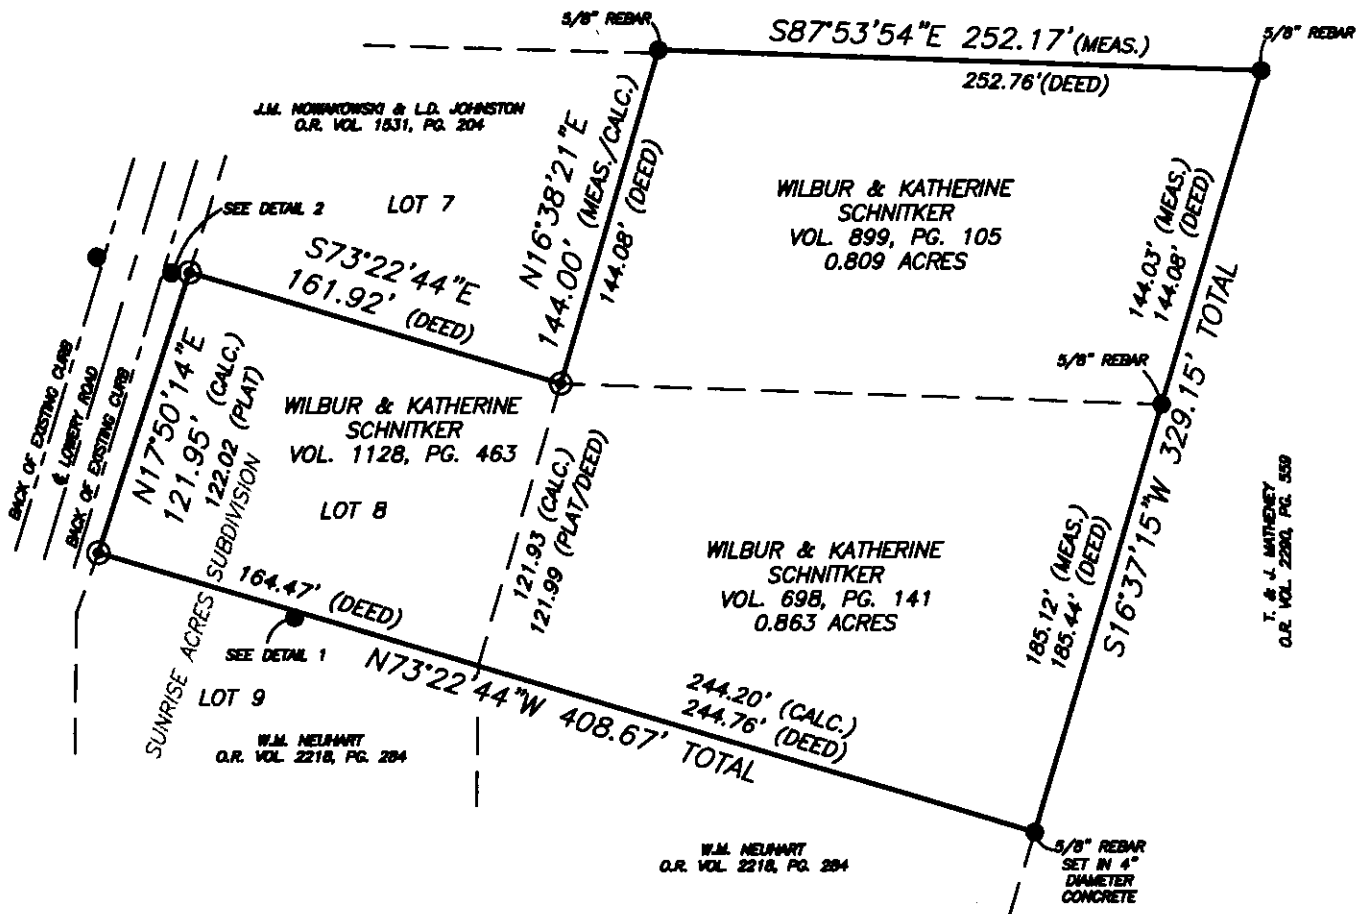 5/8" REBAR
S87°53'54"E 252.17' (MEAS.)
252.76' (DEED)
5/8" REBAR
J.M. NOWAKOWSKI & L.D. JOHNSTON
O.R. VOL. 1531, PG. 204
LOT 7
SEE DETAIL 2
N16°38'21"E
144.00' (MEAS./CALC.)
144.08' (DEED)
WILBUR & KATHERINE
SCHNITKER
VOL. 899, PG. 105
0.809 ACRES
144.03' (MEAS.)
144.08' (DEED)
S73°22'44"E
161.92' (DEED)
5/8" REBAR
S16°37'15"W 329.15' TOTAL
BACK OF EXISTING CURB
℄ LOWERY ROAD
BACK OF EXISTING CURB
N17°50'14"E
121.95' (CALC.)
122.02 (PLAT)
WILBUR & KATHERINE
SCHNITKER
VOL. 1128, PG. 463
LOT 8
121.93 (CALC.)
121.99 (PLAT/DEED)
WILBUR & KATHERINE
SCHNITKER
VOL. 698, PG. 141
0.863 ACRES
185.12' (MEAS.)
185.44' (DEED)
T. & J. MATHENEY
O.R. VOL. 2290, PG. 559
SUNRISE ACRES SUBDIVISION
164.47' (DEED)
SEE DETAIL 1
N73°22'44"W 408.67' TOTAL
244.20' (CALC.)
244.76' (DEED)
LOT 9
W.M. NEUHART
O.R. VOL. 2218, PG. 284
W.M. NEUHART
O.R. VOL. 2218, PG. 284
5/8" REBAR
SET IN 4"
DIAMETER
CONCRETE